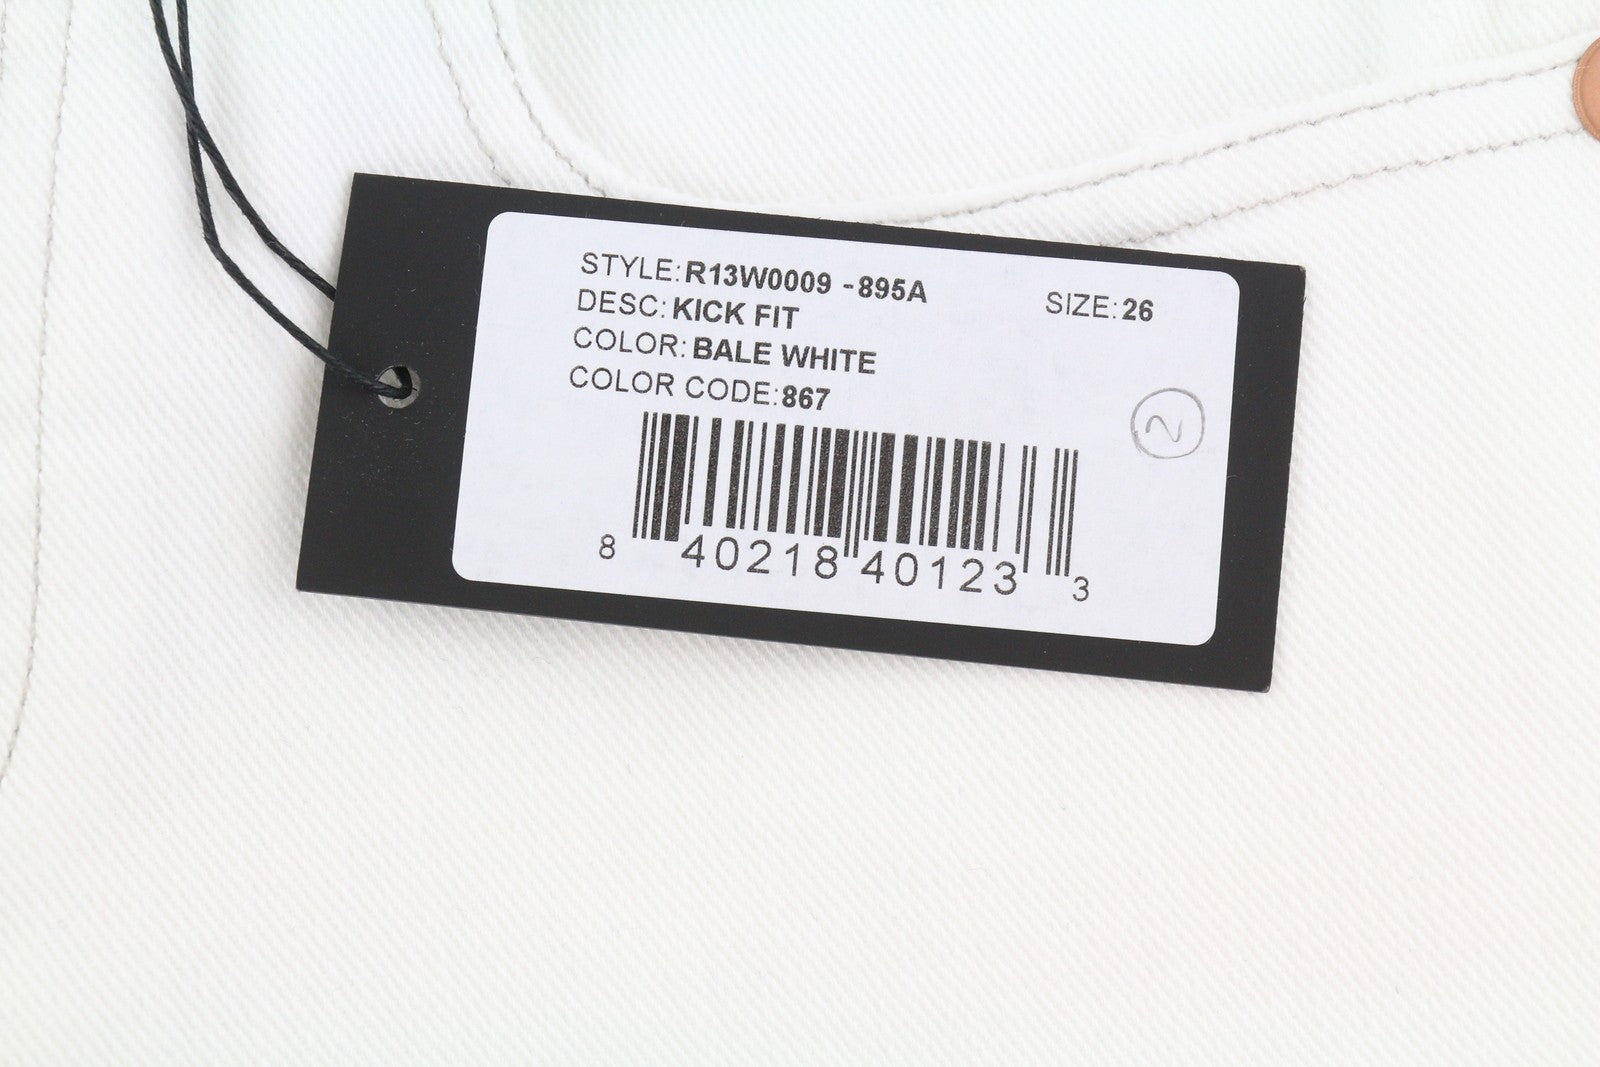 STYLE: R13W0009 -895A
SIZE: 26
DESC: KICK FIT
COLOR: BALE WHITE
COLOR CODE: 867
2
8 40218 40123 3